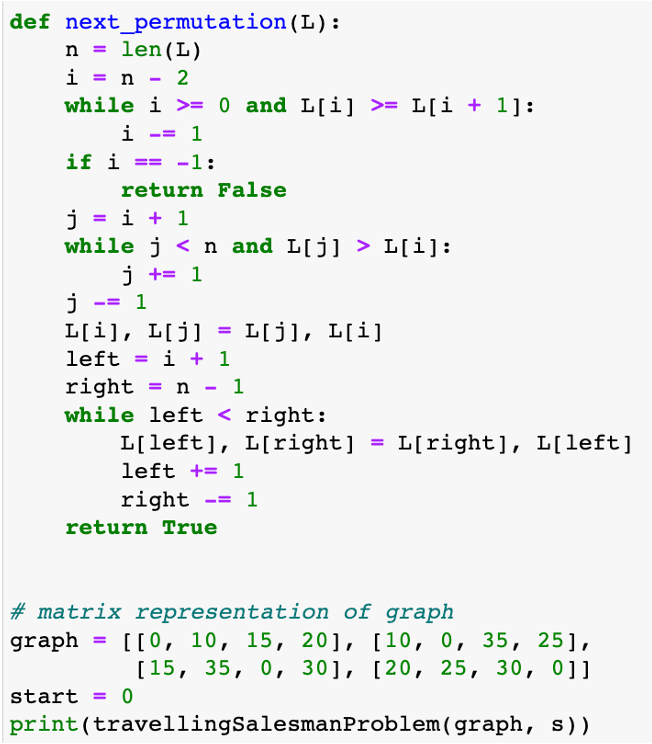 def next_permutation(L):
    n = len(L)
    i = n - 2
    while i >= 0 and L[i] >= L[i + 1]:
        i -= 1
    if i == -1:
        return False
    j = i + 1
    while j < n and L[j] > L[i]:
        j += 1
    j -= 1
    L[i], L[j] = L[j], L[i]
    left = i + 1
    right = n - 1
    while left < right:
        L[left], L[right] = L[right], L[left]
        left += 1
        right -= 1
    return True
# matrix representation of graph
graph = [[0, 10, 15, 20], [10, 0, 35, 25],
         [15, 35, 0, 30], [20, 25, 30, 0]]
start = 0
print(travellingSalesmanProblem(graph, s))